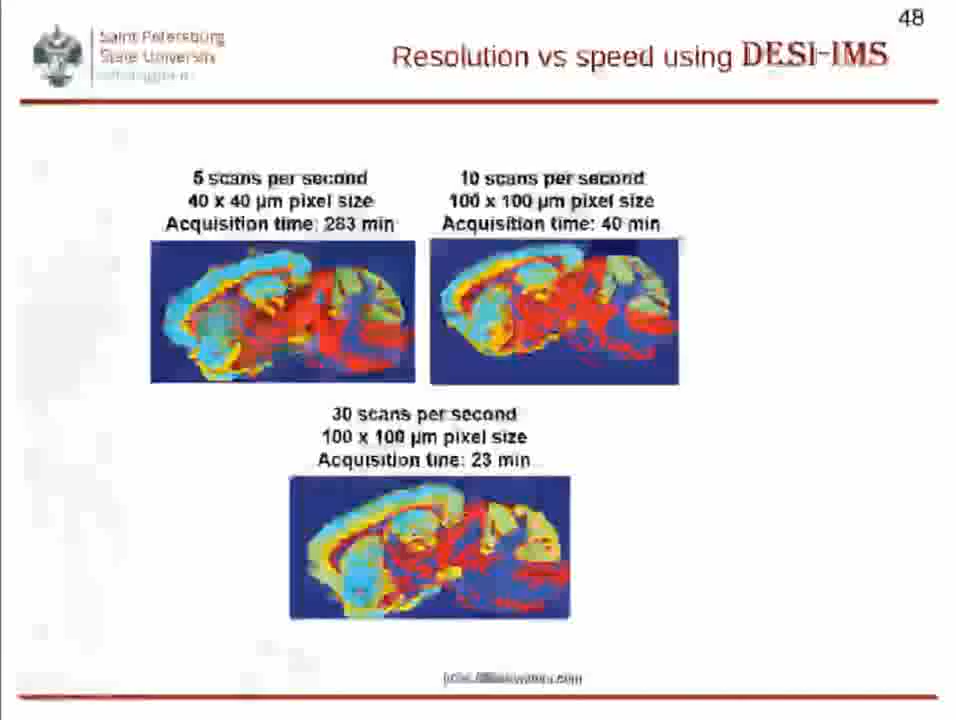 48
Saint Petersburg
State University
Resolution vs speed using DESI-IMS
5 scans per second
40 x 40 µm pixel size
Acquisition time: 283 min
10 scans per second
100 x 100 µm pixel size
Acquisition time: 40 min
30 scans per second
100 x 100 µm pixel size
Acquisition tine: 23 min